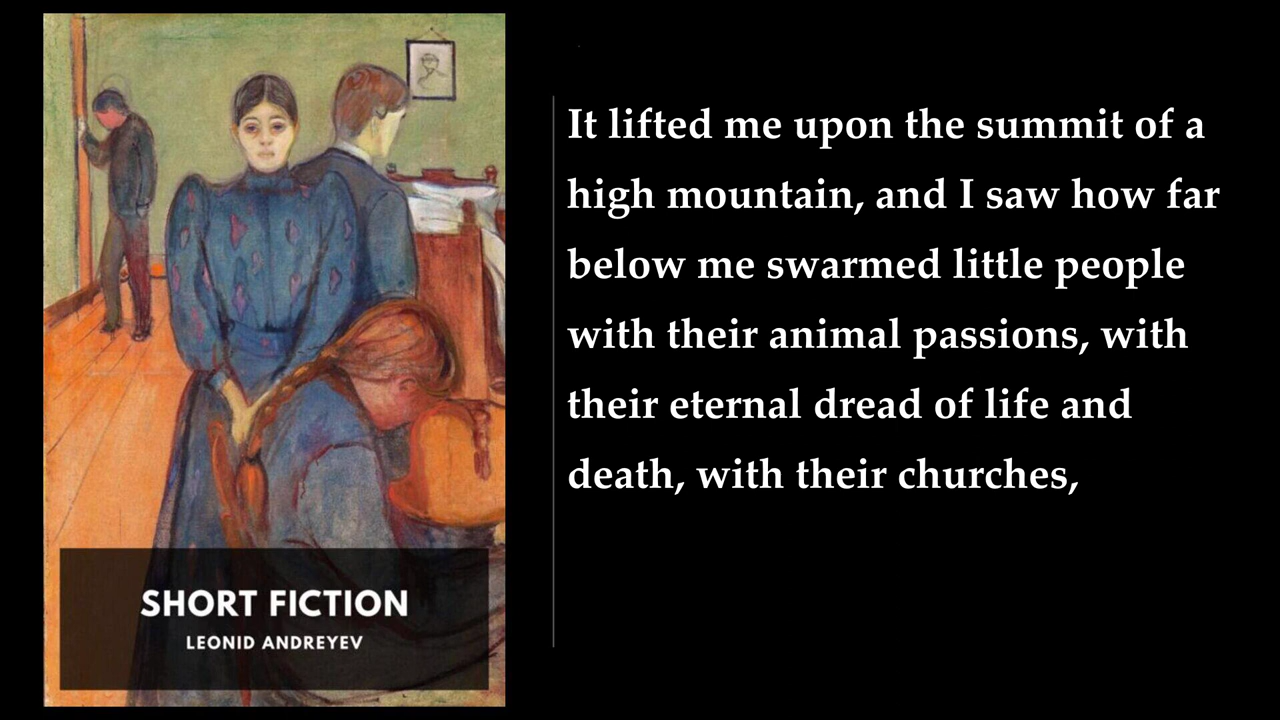 SHORT FICTION
LEONID ANDREYEV
It lifted me upon the summit of a
high mountain, and I saw how far
below me swarmed little people
with their animal passions, with
their eternal dread of life and
death, with their churches,